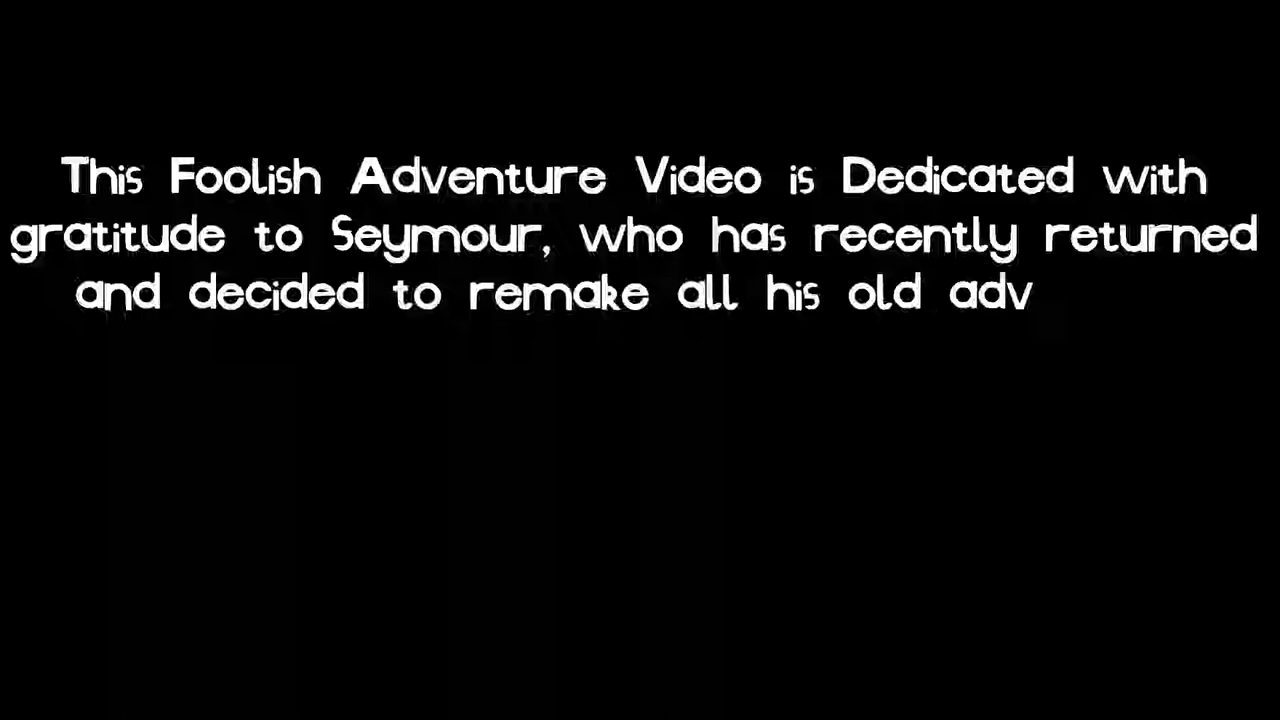 This Foolish Adventure Video is Dedicated with
gratitude to Seymour, who has recently returned
and decided to remake all his old adv